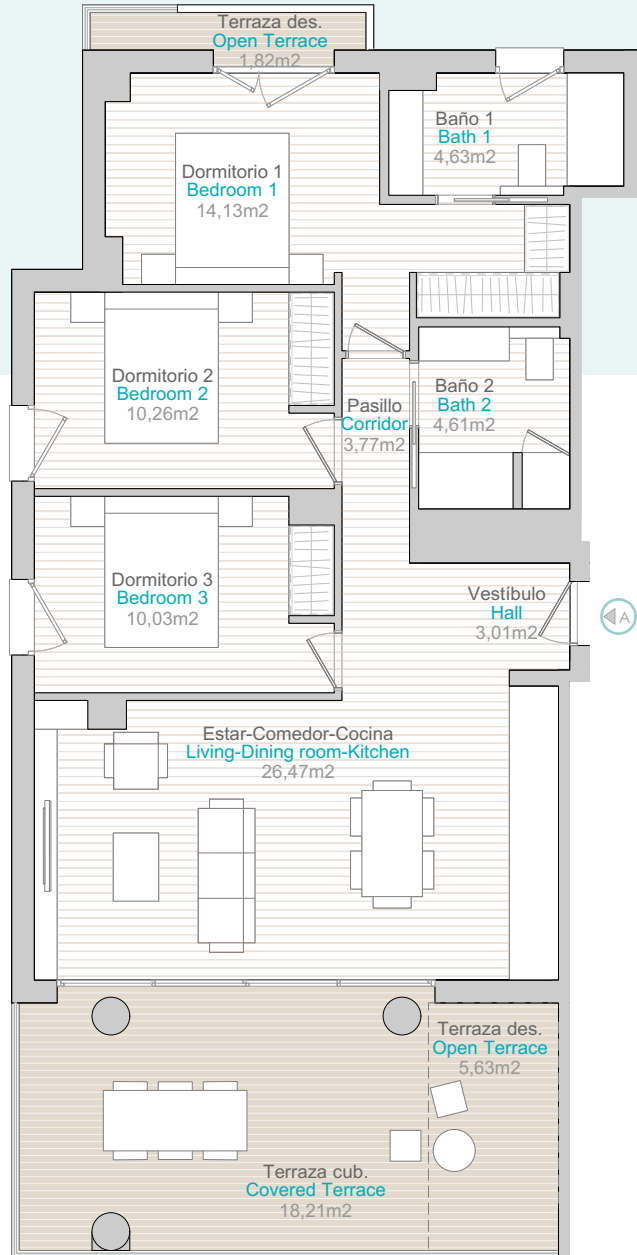 Terraza des.
Open Terrace
1,82m2
Baño 1
Bath 1
4,63m2
Dormitorio 1
Bedroom 1
14,13m2
Dormitorio 2
Bedroom 2
10,26m2
Pasillo
Corridor
3,77m2
Baño 2
Bath 2
4,61m2
Dormitorio 3
Bedroom 3
10,03m2
Vestíbulo
Hall
3,01m2
A
Estar-Comedor-Cocina
Living-Dining room-Kitchen
26,47m2
Terraza des.
Open Terrace
5,63m2
Terraza cub.
Covered Terrace
18,21m2